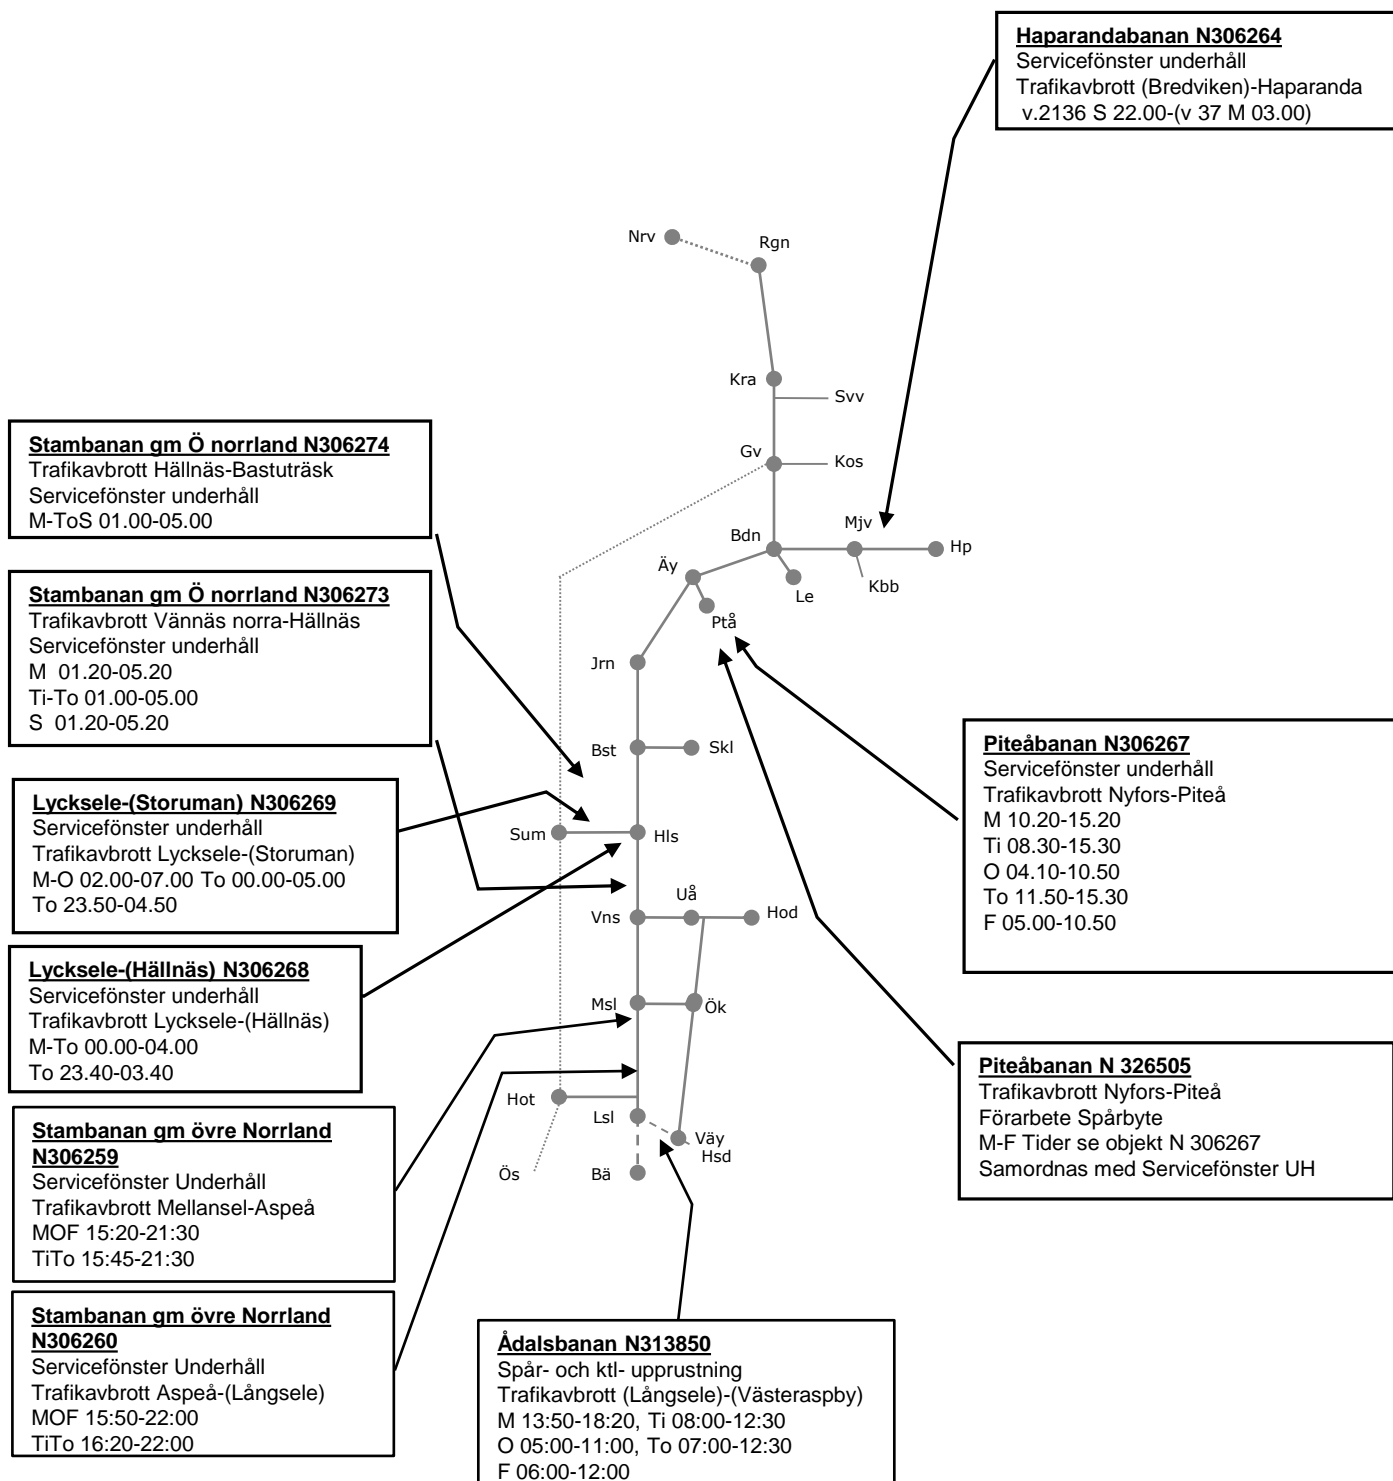 Haparandabanan N306264
Servicefönster underhåll
Trafikavbrott (Bredviken)-Haparanda
v.2136 S 22.00-(v 37 M 03.00)
Nrv
Rgn
Kra
Svv
Gv
Kos
Mjv
Bdn
Hp
Äy
Le
Kbb
Ptå
Jrn
Bst
Skl
Sum
Hls
Uå
Vns
Hod
Msl
Ök
Hot
Lsl
Väy
Hsd
Ös
Bä
Stambanan gm Ö norrland N306274
Trafikavbrott Hällnäs-Bastuträsk
Servicefönster underhåll
M-ToS 01.00-05.00
Stambanan gm Ö norrland N306273
Trafikavbrott Vännäs norra-Hällnäs
Servicefönster underhåll
M 01.20-05.20
Ti-To 01.00-05.00
S 01.20-05.20
Lycksele-(Storuman) N306269
Servicefönster underhåll
Trafikavbrott Lycksele-(Storuman)
M-O 02.00-07.00 To 00.00-05.00
To 23.50-04.50
Lycksele-(Hällnäs) N306268
Servicefönster underhåll
Trafikavbrott Lycksele-(Hällnäs)
M-To 00.00-04.00
To 23.40-03.40
Stambanan gm övre Norrland
N306259
Servicefönster Underhåll
Trafikavbrott Mellansel-Aspeå
MOF 15:20-21:30
TiTo 15:45-21:30
Stambanan gm övre Norrland
N306260
Servicefönster Underhåll
Trafikavbrott Aspeå-(Långsele)
MOF 15:50-22:00
TiTo 16:20-22:00
Piteåbanan N306267
Servicefönster underhåll
Trafikavbrott Nyfors-Piteå
M 10.20-15.20
Ti 08.30-15.30
O 04.10-10.50
To 11.50-15.30
F 05.00-10.50
Piteåbanan N 326505
Trafikavbrott Nyfors-Piteå
Förarbete Spårbyte
M-F Tider se objekt N 306267
Samordnas med Servicefönster UH
Ådalsbanan N313850
Spår- och ktl- upprustning
Trafikavbrott (Långsele)-(Västeraspby)
M 13:50-18:20, Ti 08:00-12:30
O 05:00-11:00, To 07:00-12:30
F 06:00-12:00